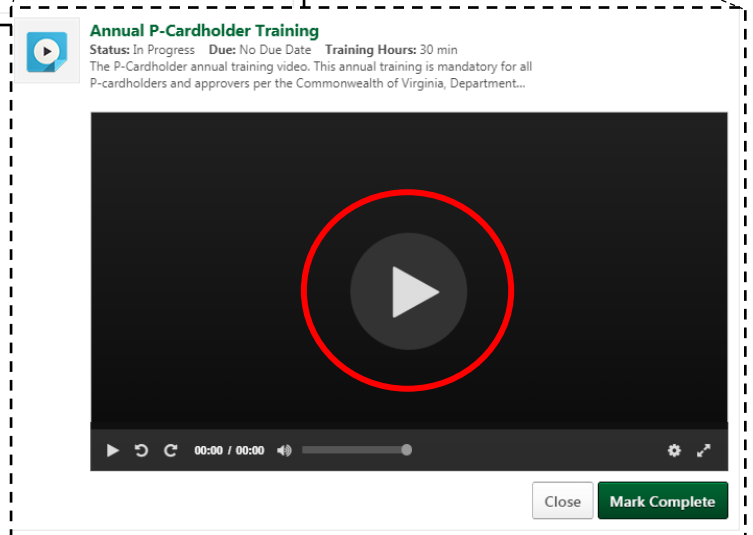 Annual P-Cardholder Training
Status: In Progress Due: No Due Date Training Hours: 30 min
The P-Cardholder annual training video. This annual training is mandatory for all
P-cardholders and approvers per the Commonwealth of Virginia, Department...
00:00 / 00:00
Close Mark Complete